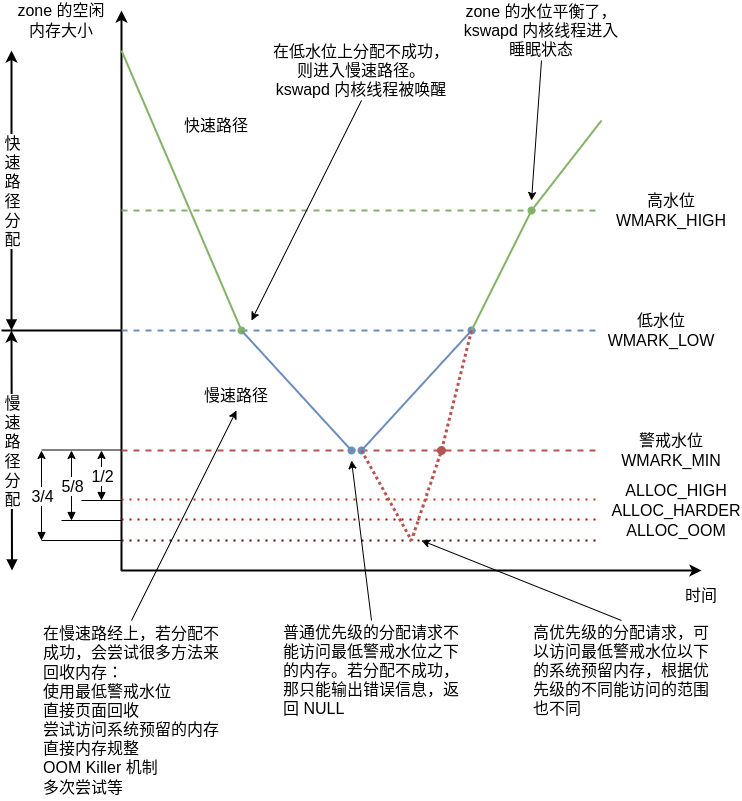 zone 的空闲
内存大小
在低水位上分配不成功，
则进入慢速路径。
kswapd 内核线程被唤醒
zone 的水位平衡了，
kswapd 内核线程进入
睡眠状态
快速路径
快
速
路
径
分
配
高水位
WMARK_HIGH
低水位
WMARK_LOW
慢速路径
慢
速
路
径
分
配
警戒水位
WMARK_MIN
1/2
5/8
3/4
ALLOC_HIGH
ALLOC_HARDER
ALLOC_OOM
时间
在慢速路经上，若分配不
成功，会尝试很多方法来
回收内存：
使用最低警戒水位
直接页面回收
尝试访问系统预留的内存
直接内存规整
OOM Killer 机制
多次尝试等
普通优先级的分配请求不
能访问最低警戒水位之下
的内存。若分配不成功，
那只能输出错误信息，返
回 NULL
高优先级的分配请求，可
以访问最低警戒水位以下
的系统预留内存，根据优
先级的不同能访问的范围
也不同